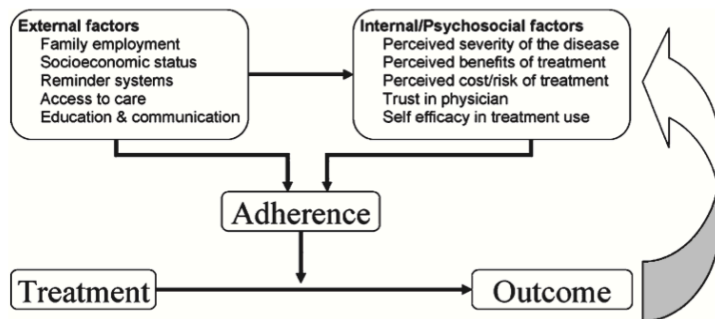 External factors
Family employment
Socioeconomic status
Reminder systems
Access to care
Education & communication
Internal/Psychosocial factors
Perceived severity of the disease
Perceived benefits of treatment
Perceived cost/risk of treatment
Trust in physician
Self efficacy in treatment use
Adherence
Treatment
Outcome